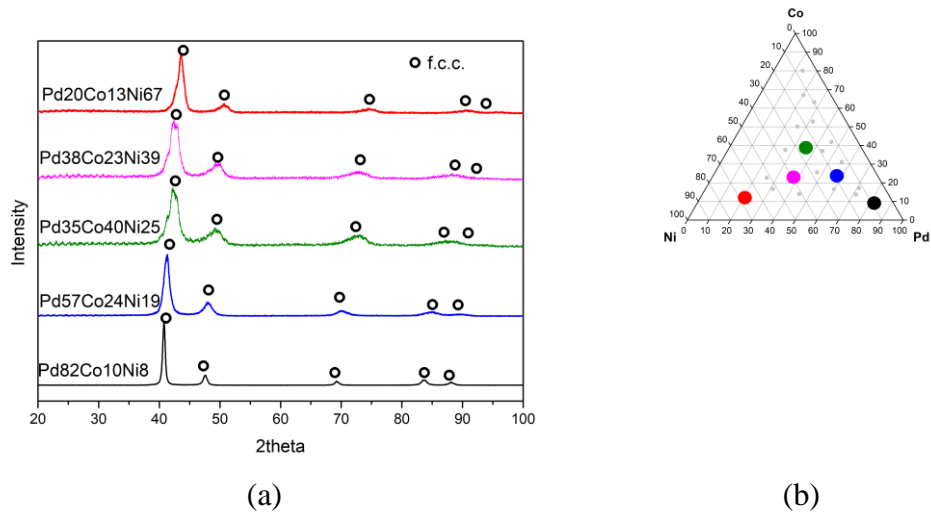 f.c.c.
Pd20Co13Ni67
Pd38Co23Ni39
Pd35Co40Ni25
Pd57Co24Ni19
Pd82Co10Ni8
Intensity
20 30 40 50 60 70 80 90 100
2theta
(a)
Co
0 100
10 90
20 80
30 70
40 60
50 50
60 40
70 30
80 20
90 10
100 0
Ni 0 10 20 30 40 50 60 70 80 90 100 Pd
(b)